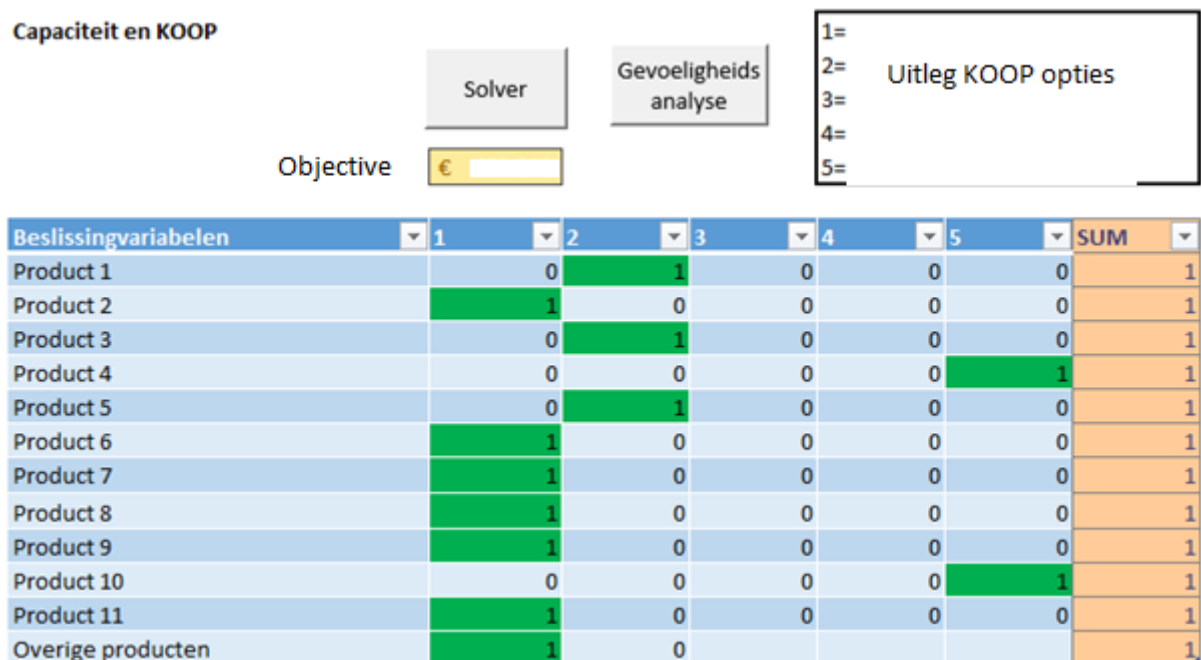 Capaciteit en KOOP
Solver
Gevoeligheids
analyse
1=
2=
3=
4=
5=
Uitleg KOOP opties
Objective €
Beslissingvariabelen 1 2 3 4 5 SUM
Product 1 0 1 0 0 0 1
Product 2 1 0 0 0 0 1
Product 3 0 1 0 0 0 1
Product 4 0 0 0 0 1 1
Product 5 0 1 0 0 0 1
Product 6 1 0 0 0 0 1
Product 7 1 0 0 0 0 1
Product 8 1 0 0 0 0 1
Product 9 1 0 0 0 0 1
Product 10 0 0 0 0 1 1
Product 11 1 0 0 0 0 1
Overige producten 1 0 1